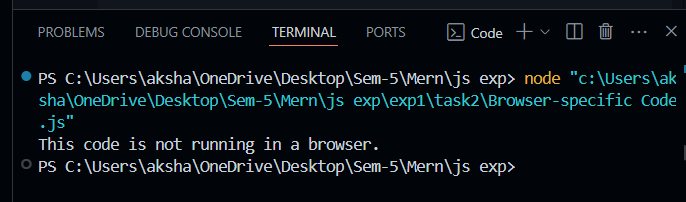 PROBLEMS DEBUG CONSOLE TERMINAL PORTS Code
PS C:\Users\aksha\OneDrive\Desktop\Sem-5\Mern\js exp> node "c:\Users\ak
sha\OneDrive\Desktop\Sem-5\Mern\js exp\exp1\task2\Browser-specific Code
.js"
This code is not running in a browser.
PS C:\Users\aksha\OneDrive\Desktop\Sem-5\Mern\js exp>